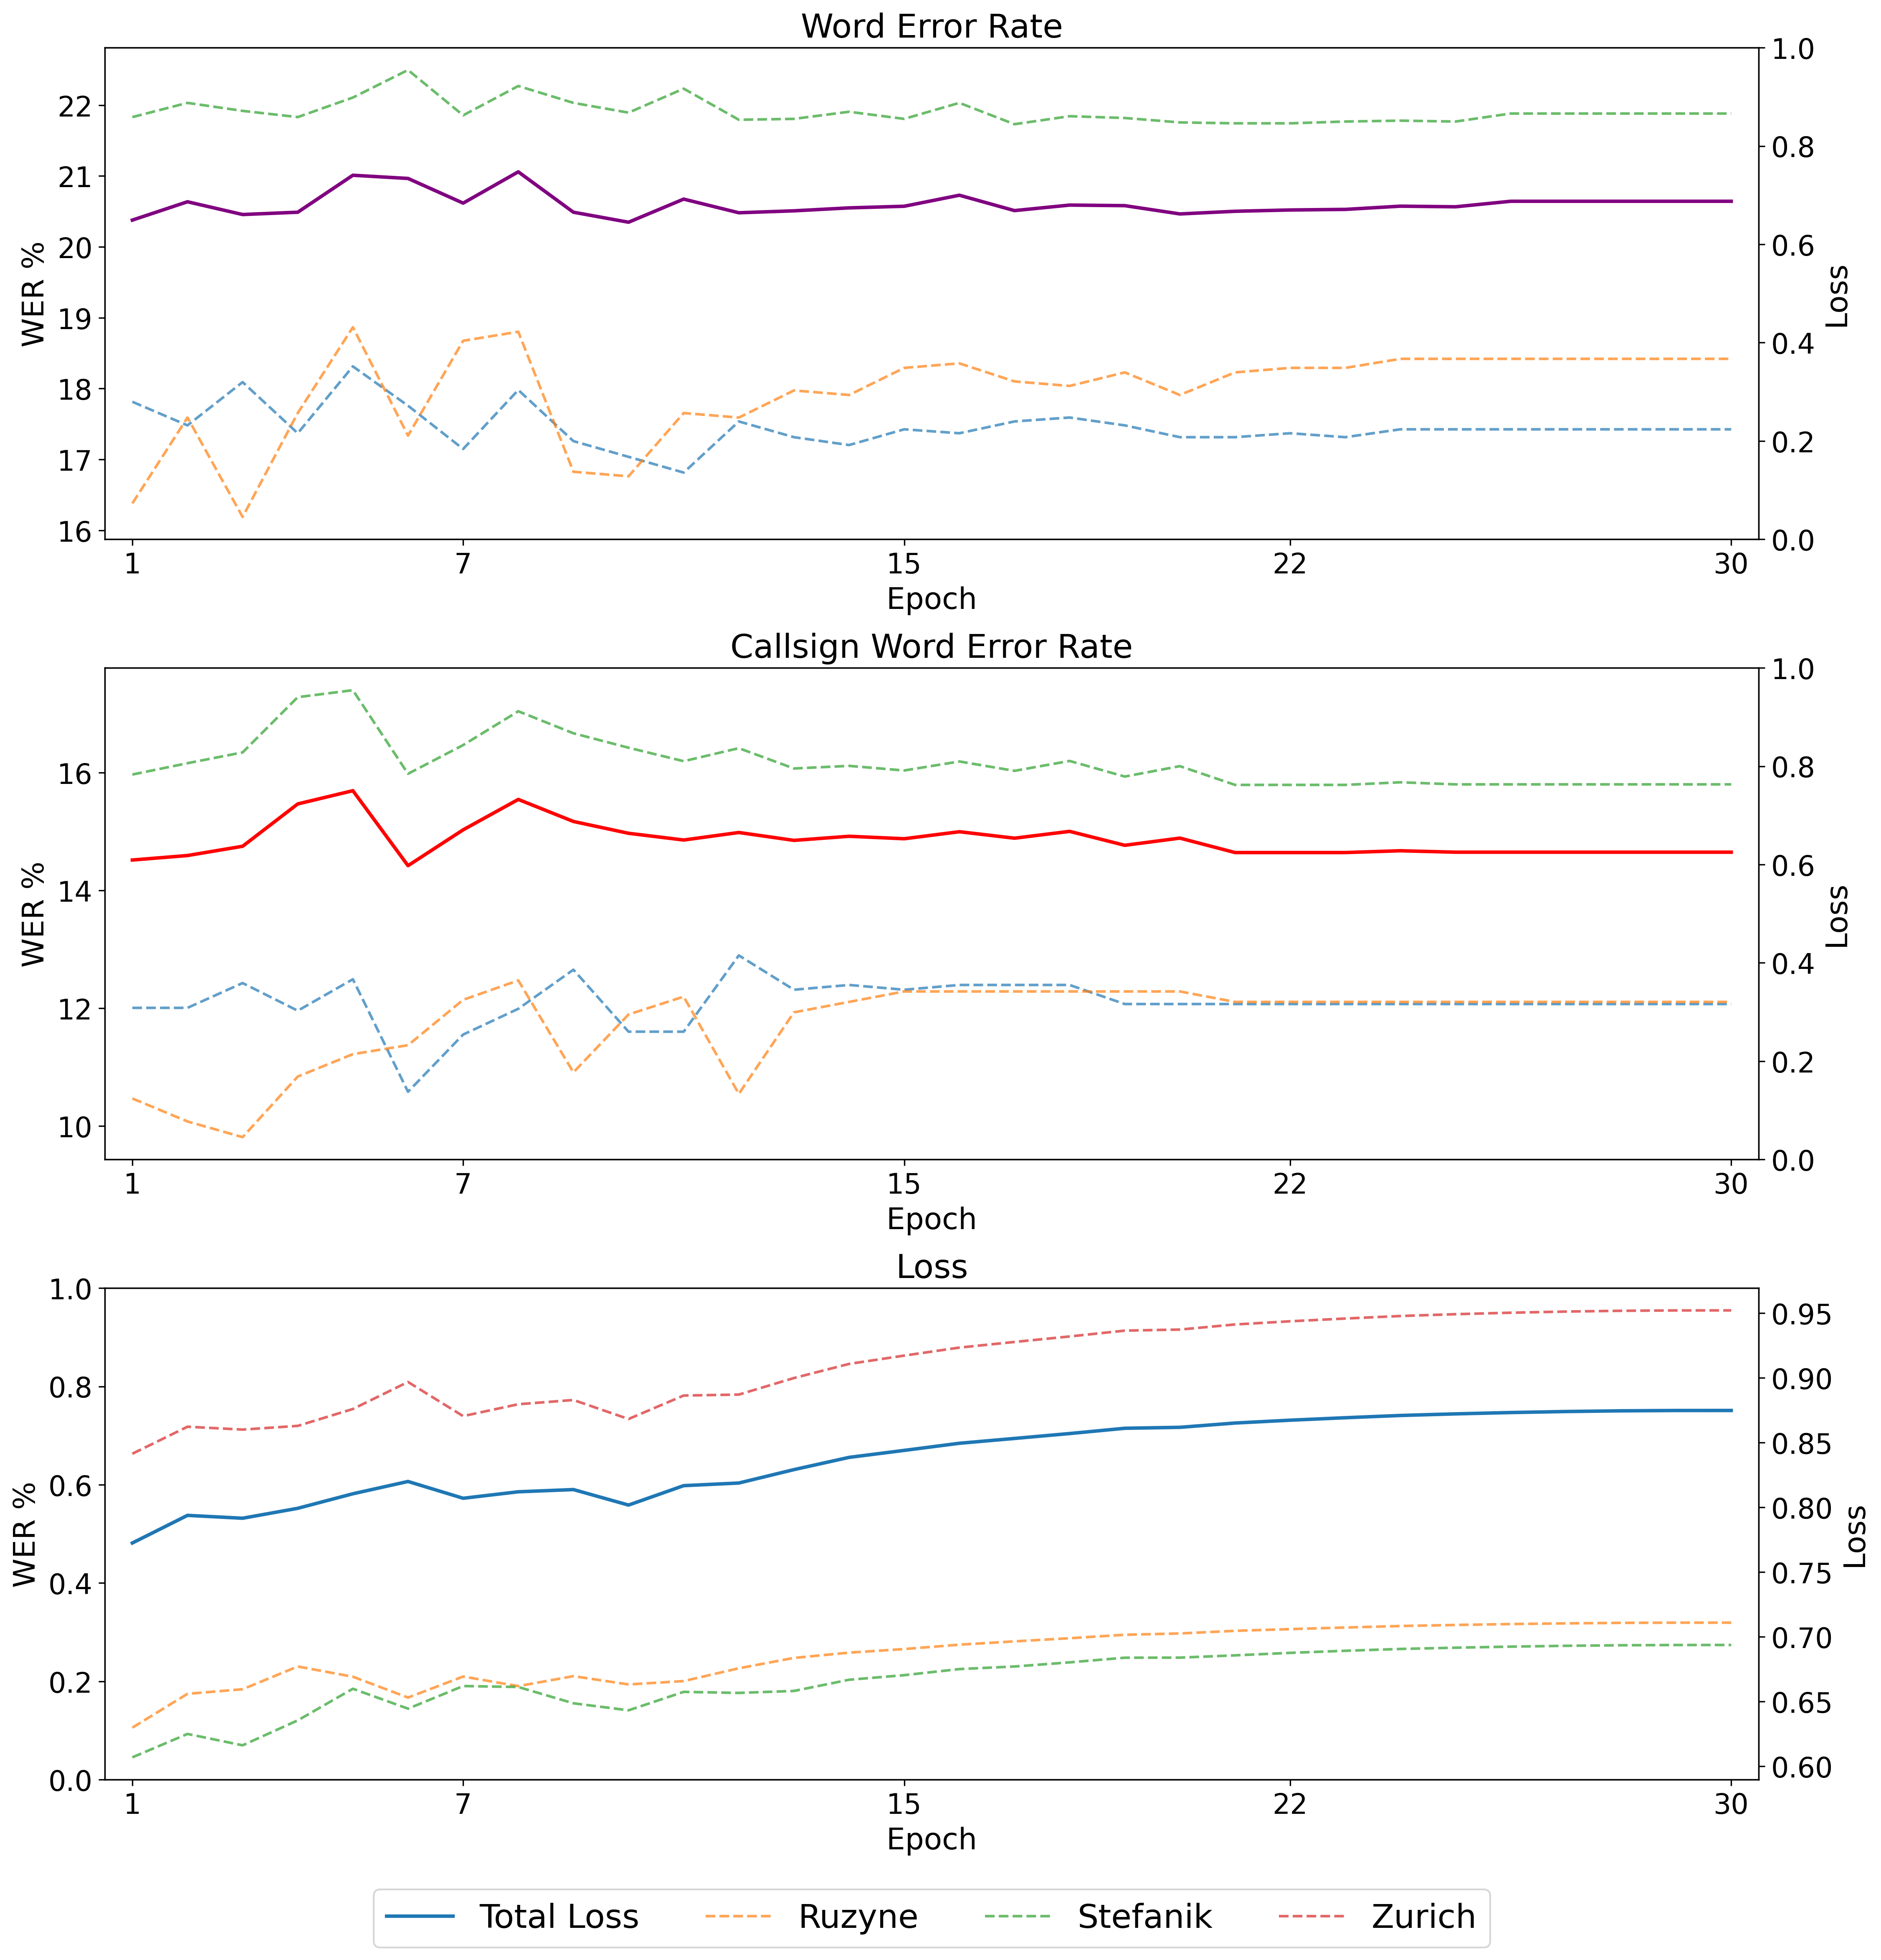 Word Error Rate
22
21
20
19
18
17
16
WER %
1.0
0.8
0.6
0.4
0.2
0.0
Loss
1 7 15 22 30
Epoch
Callsign Word Error Rate
16
14
12
10
WER %
1.0
0.8
0.6
0.4
0.2
0.0
Loss
1 7 15 22 30
Epoch
Loss
1.0
0.8
0.6
0.4
0.2
0.0
WER %
0.95
0.90
0.85
0.80
0.75
0.70
0.65
0.60
Loss
1 7 15 22 30
Epoch
Total Loss Ruzyne Stefanik Zurich